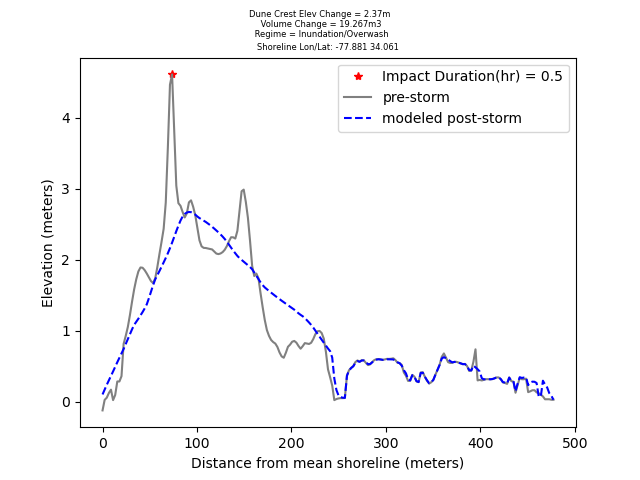 Dune Crest Elev Change = 2.37m
Volume Change = 19.267m3
Regime = Inundation/Overwash
Shoreline Lon/Lat: -77.881 34.061
Impact Duration(hr) = 0.5
pre-storm
modeled post-storm
Elevation (meters)
4
3
2
1
0
0 100 200 300 400 500
Distance from mean shoreline (meters)